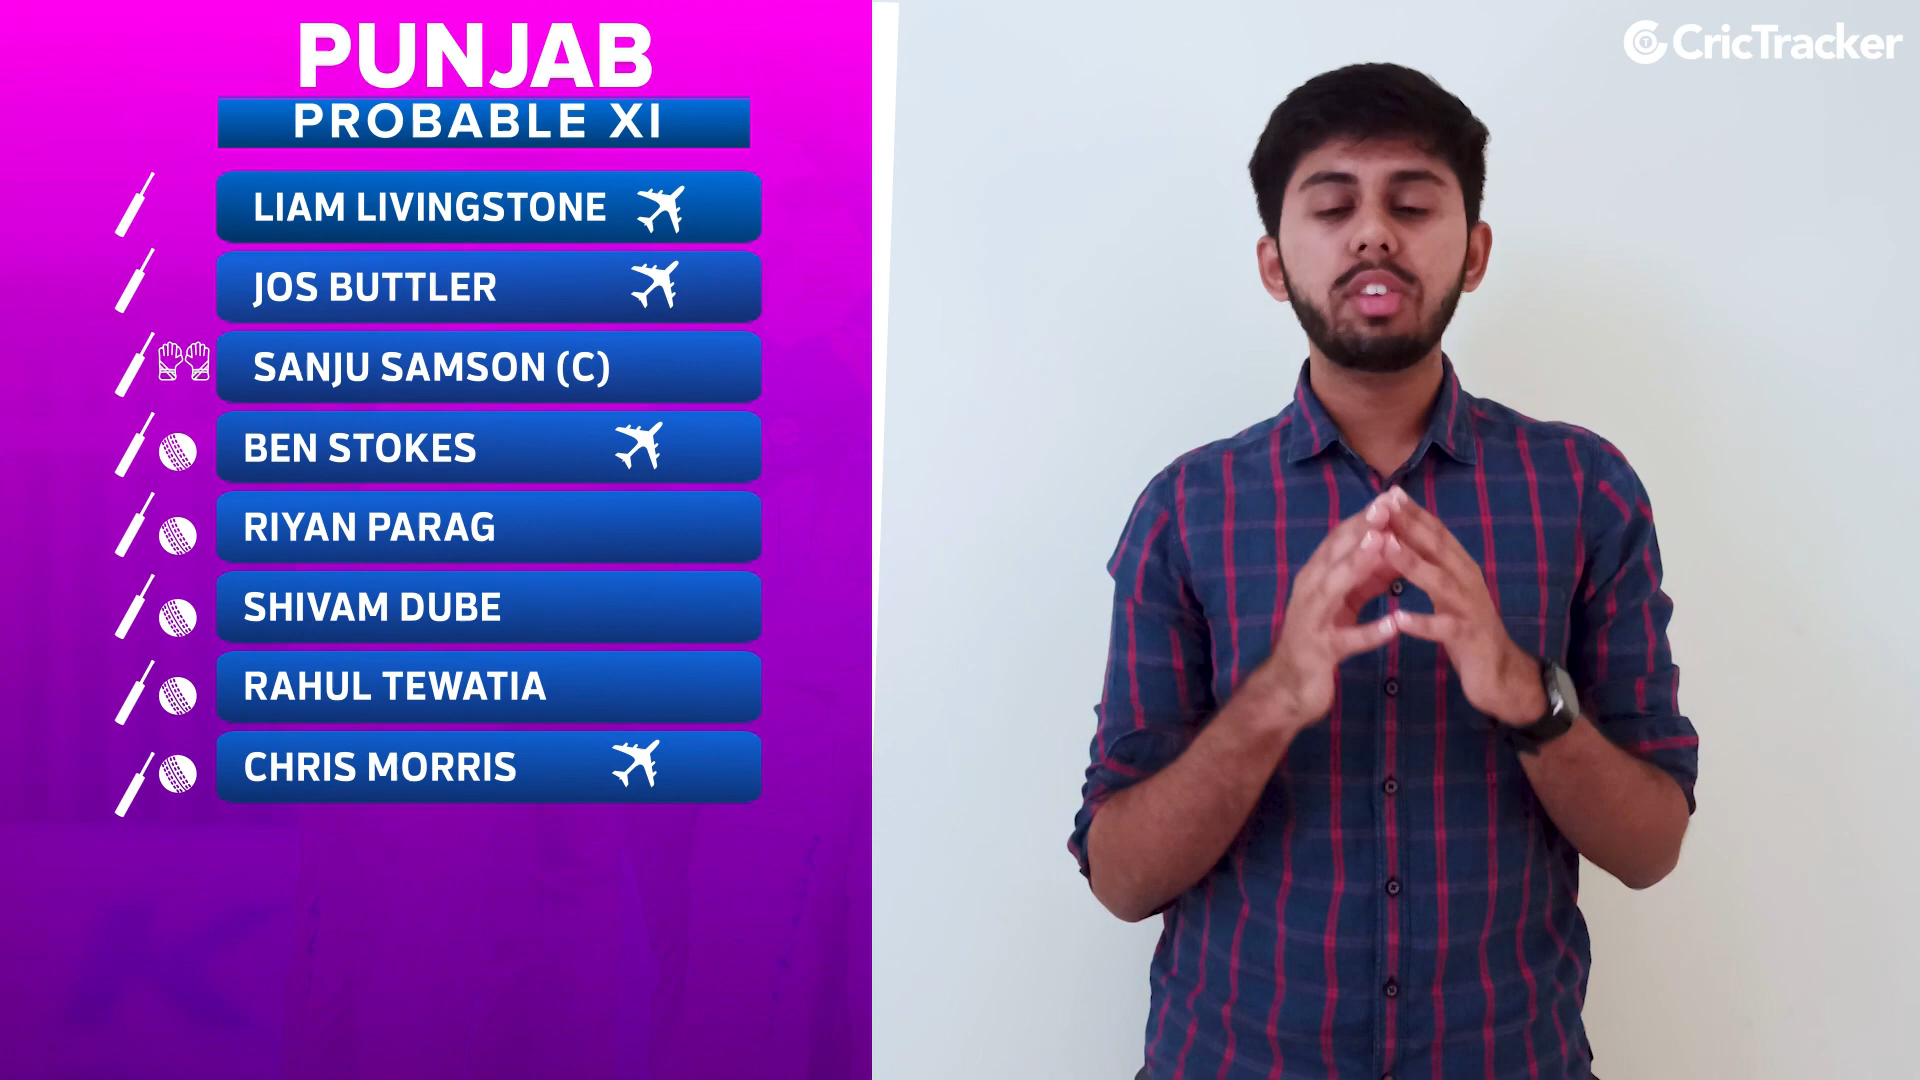 PUNJAB
PROBABLE XI
LIAM LIVINGSTONE
JOS BUTTLER
SANJU SAMSON (C)
BEN STOKES
RIYAN PARAG
SHIVAM DUBE
RAHUL TEWATIA
CHRIS MORRIS
CricTracker